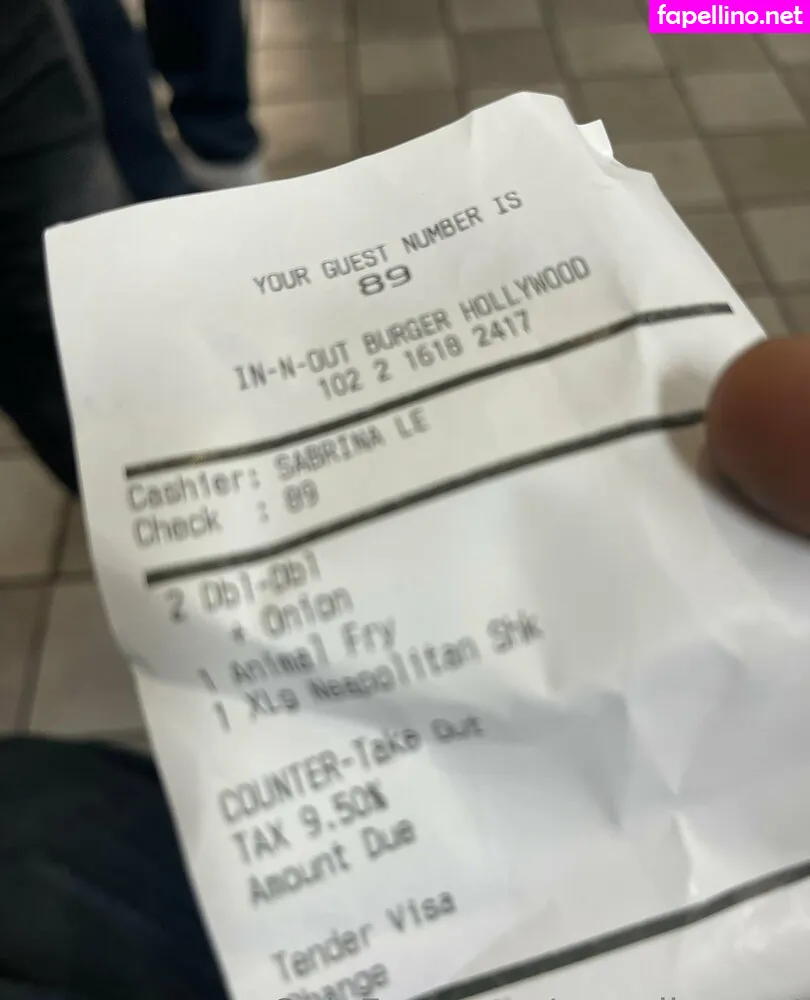 fapellino.net
YOUR GUEST NUMBER IS
89
IN-N-OUT BURGER HOLLYWOOD
102 2 1618 2417
Cashier: SABRINA LE
Check : 89
2 Dbl-Dbl
Onion
1 Animal Fry
1 XLg Neapolitan Shk
COUNTER-Take Out
TAX 9.50%
Amount Due
Tender Visa
Change